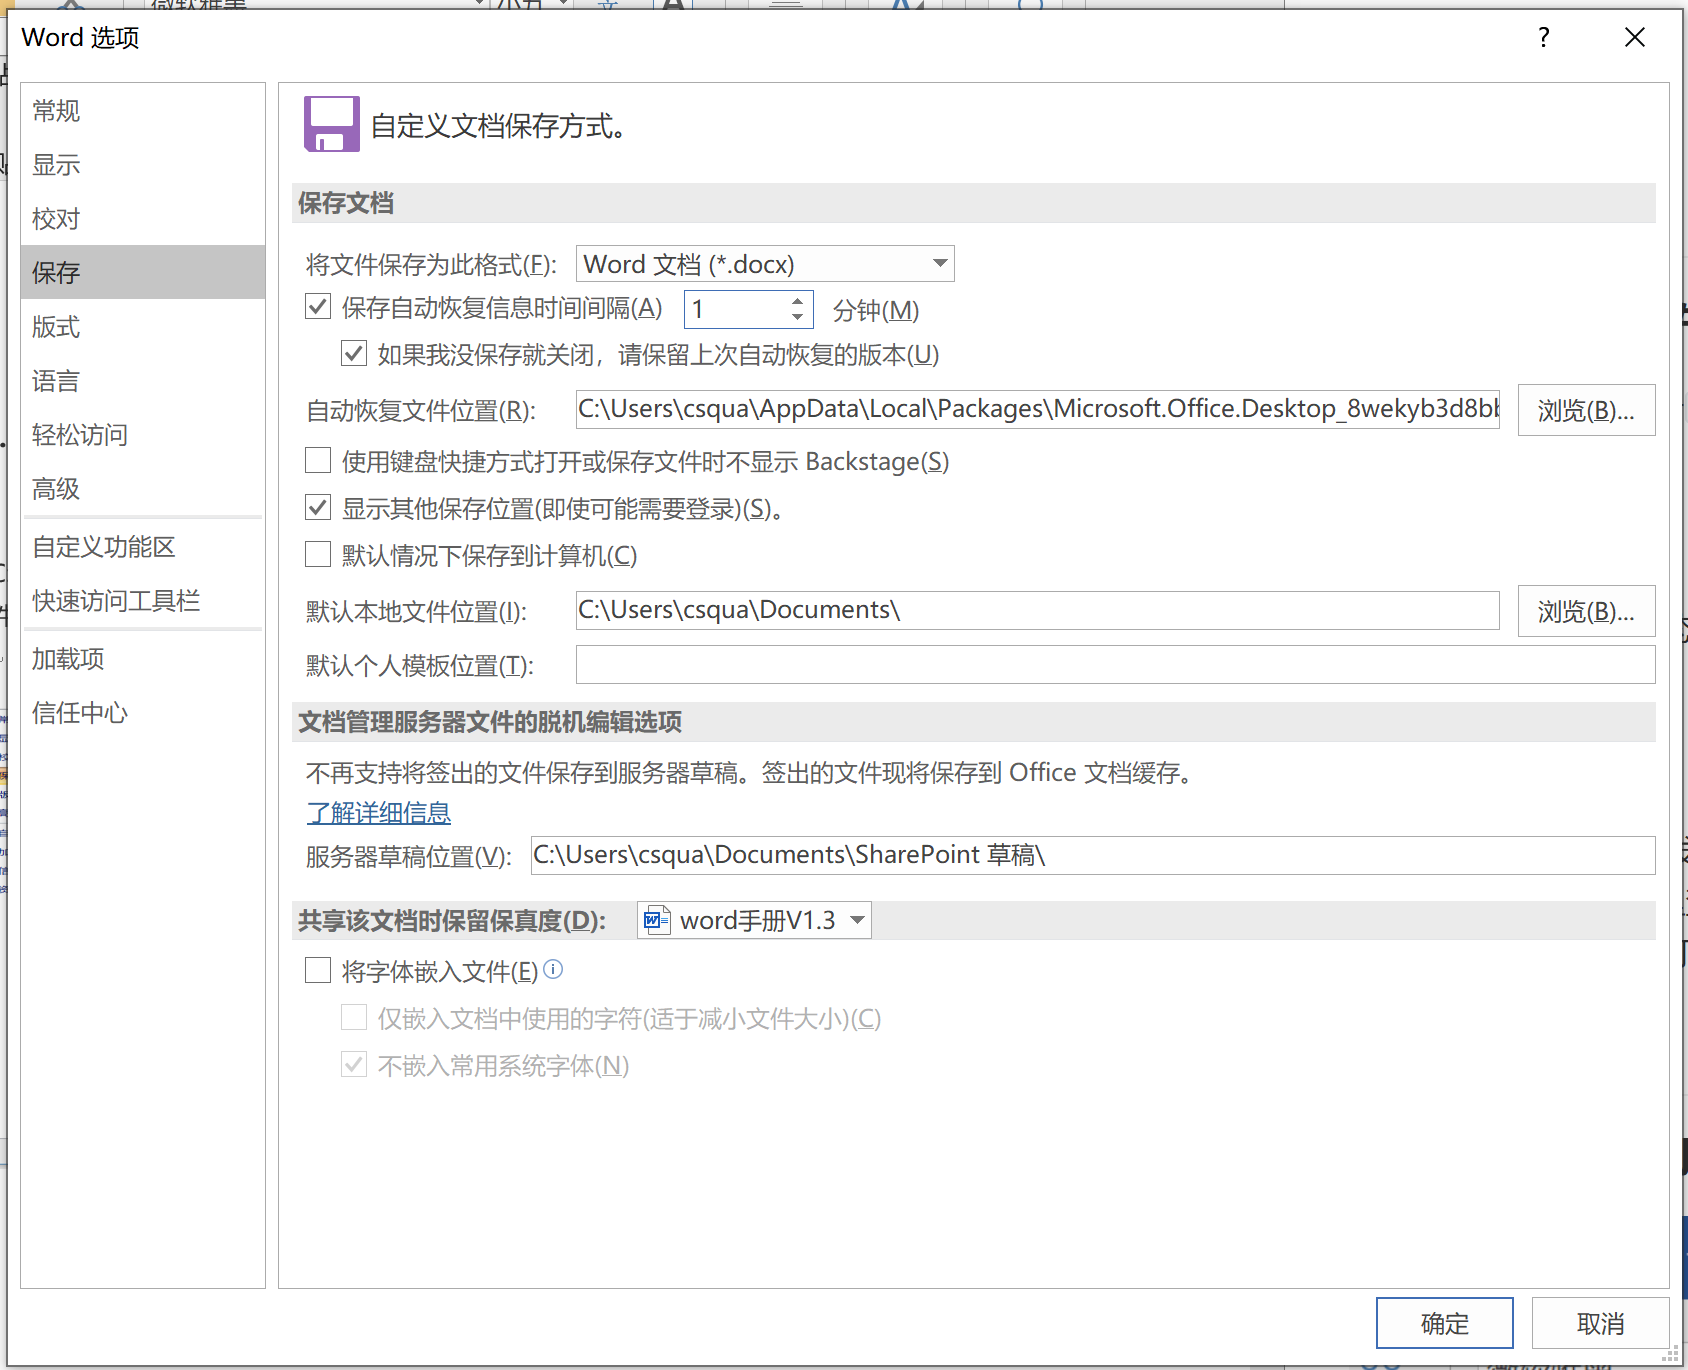 Word 选项
常规
显示
校对
保存
版式
语言
轻松访问
高级
自定义功能区
快速访问工具栏
加载项
信任中心
自定义文档保存方式。
保存文档
将文件保存为此格式(F): Word 文档 (*.docx)
保存自动恢复信息时间间隔(A) 1 分钟(M)
如果我没保存就关闭，请保留上次自动恢复的版本(U)
自动恢复文件位置(R): C:\Users\csqua\AppData\Local\Packages\Microsoft.Office.Desktop_8wekyb3d8bb 浏览(B)...
使用键盘快捷方式打开或保存文件时不显示 Backstage(S)
显示其他保存位置(即使可能需要登录)(S)。
默认情况下保存到计算机(C)
默认本地文件位置(I): C:\Users\csqua\Documents\ 浏览(B)...
默认个人模板位置(T):
文档管理服务器文件的脱机编辑选项
不再支持将签出的文件保存到服务器草稿。签出的文件现将保存到 Office 文档缓存。
了解详细信息
服务器草稿位置(V): C:\Users\csqua\Documents\SharePoint 草稿\
共享该文档时保留保真度(D): word手册V1.3
将字体嵌入文件(E)
仅嵌入文档中使用的字符(适于减小文件大小)(C)
不嵌入常用系统字体(N)
确定 取消